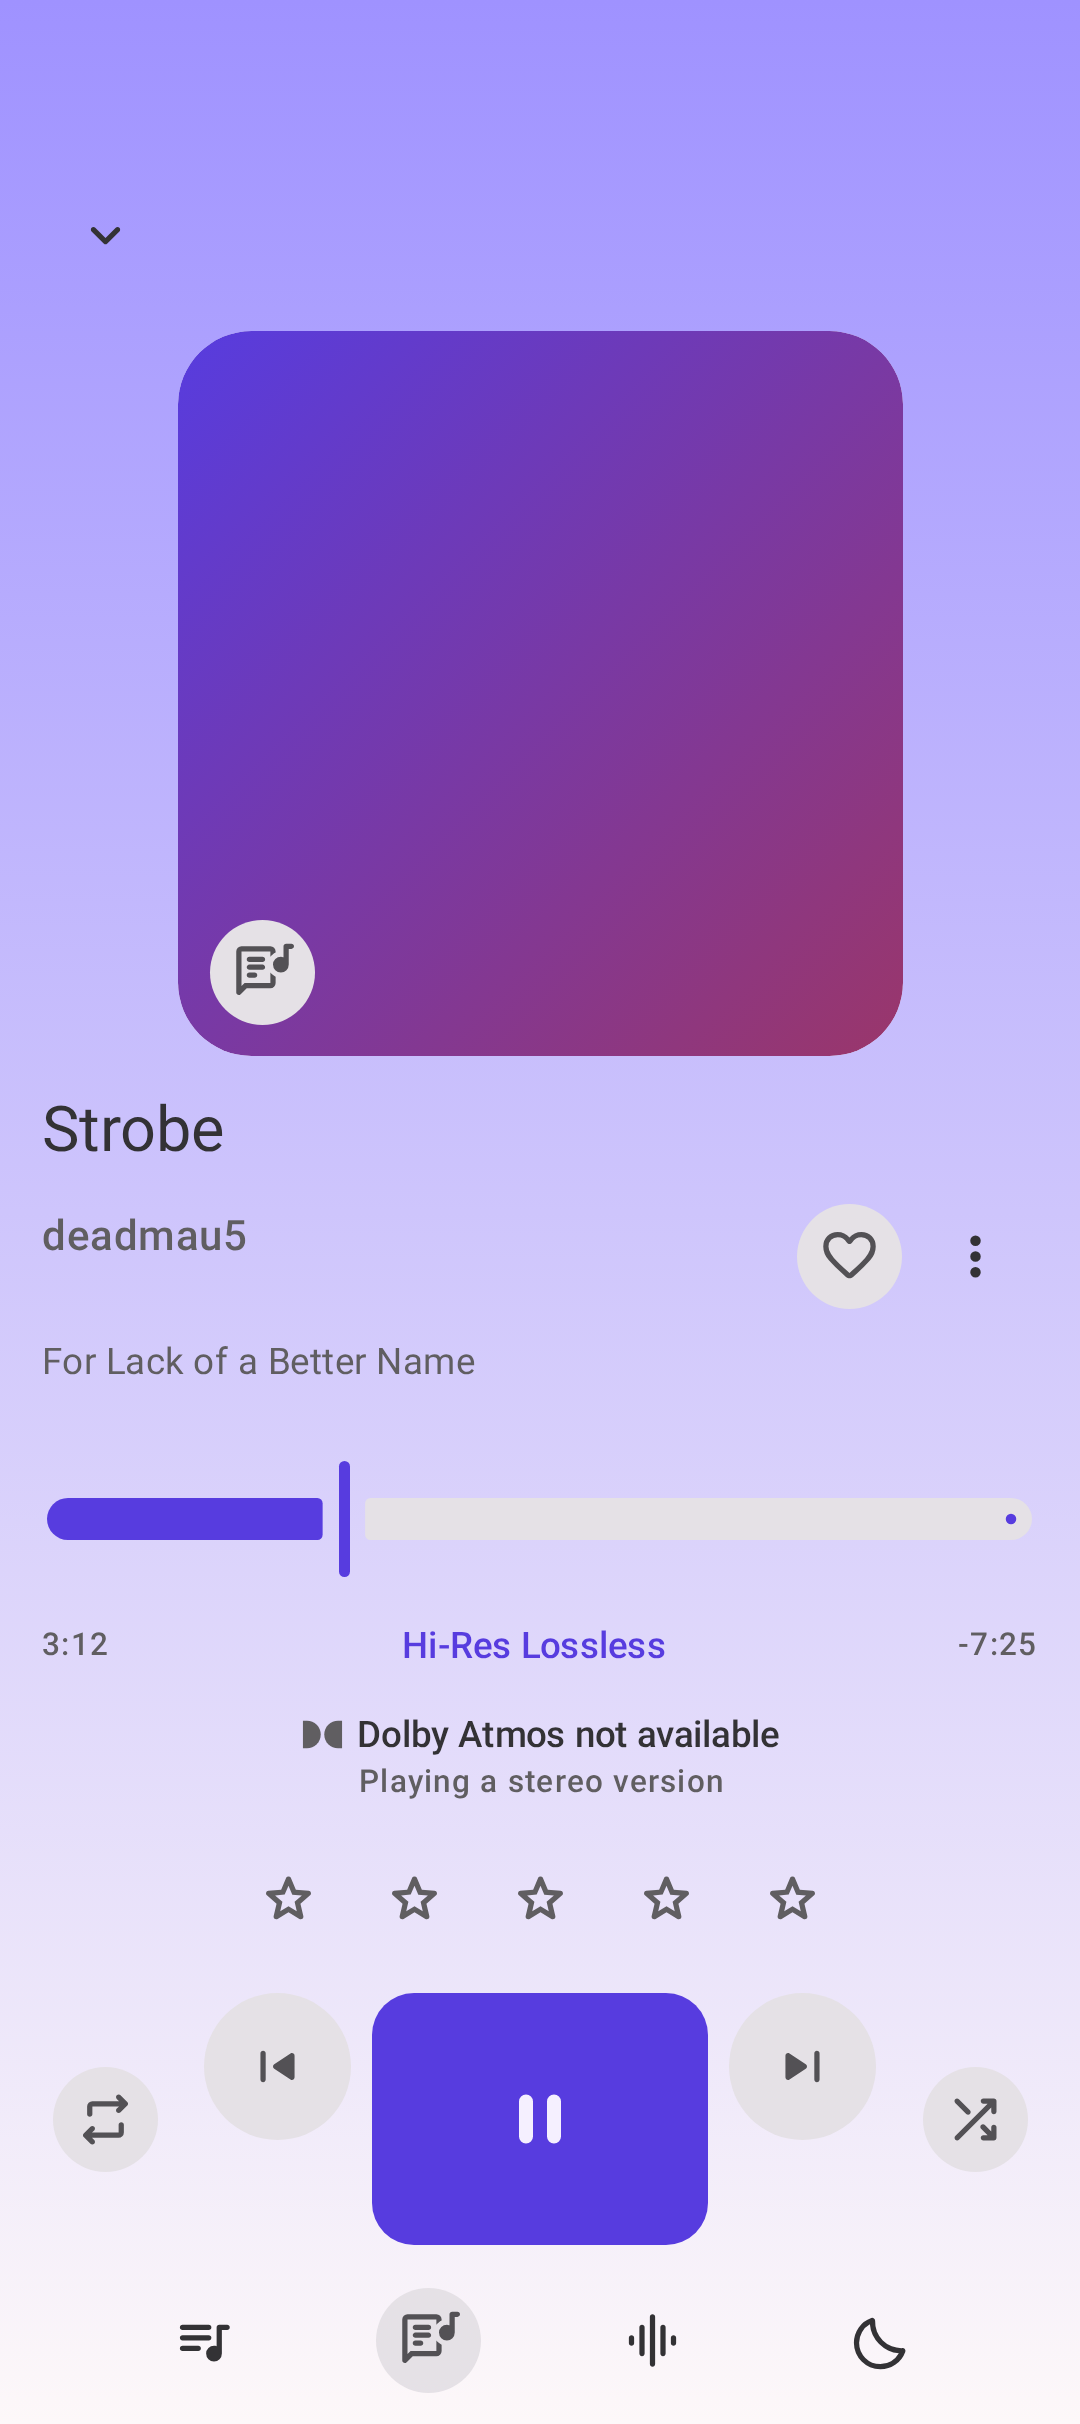 Strobe
deadmau5
For Lack of a Better Name
3:12
Hi-Res Lossless
-7:25
Dolby Atmos not available
Playing a stereo version